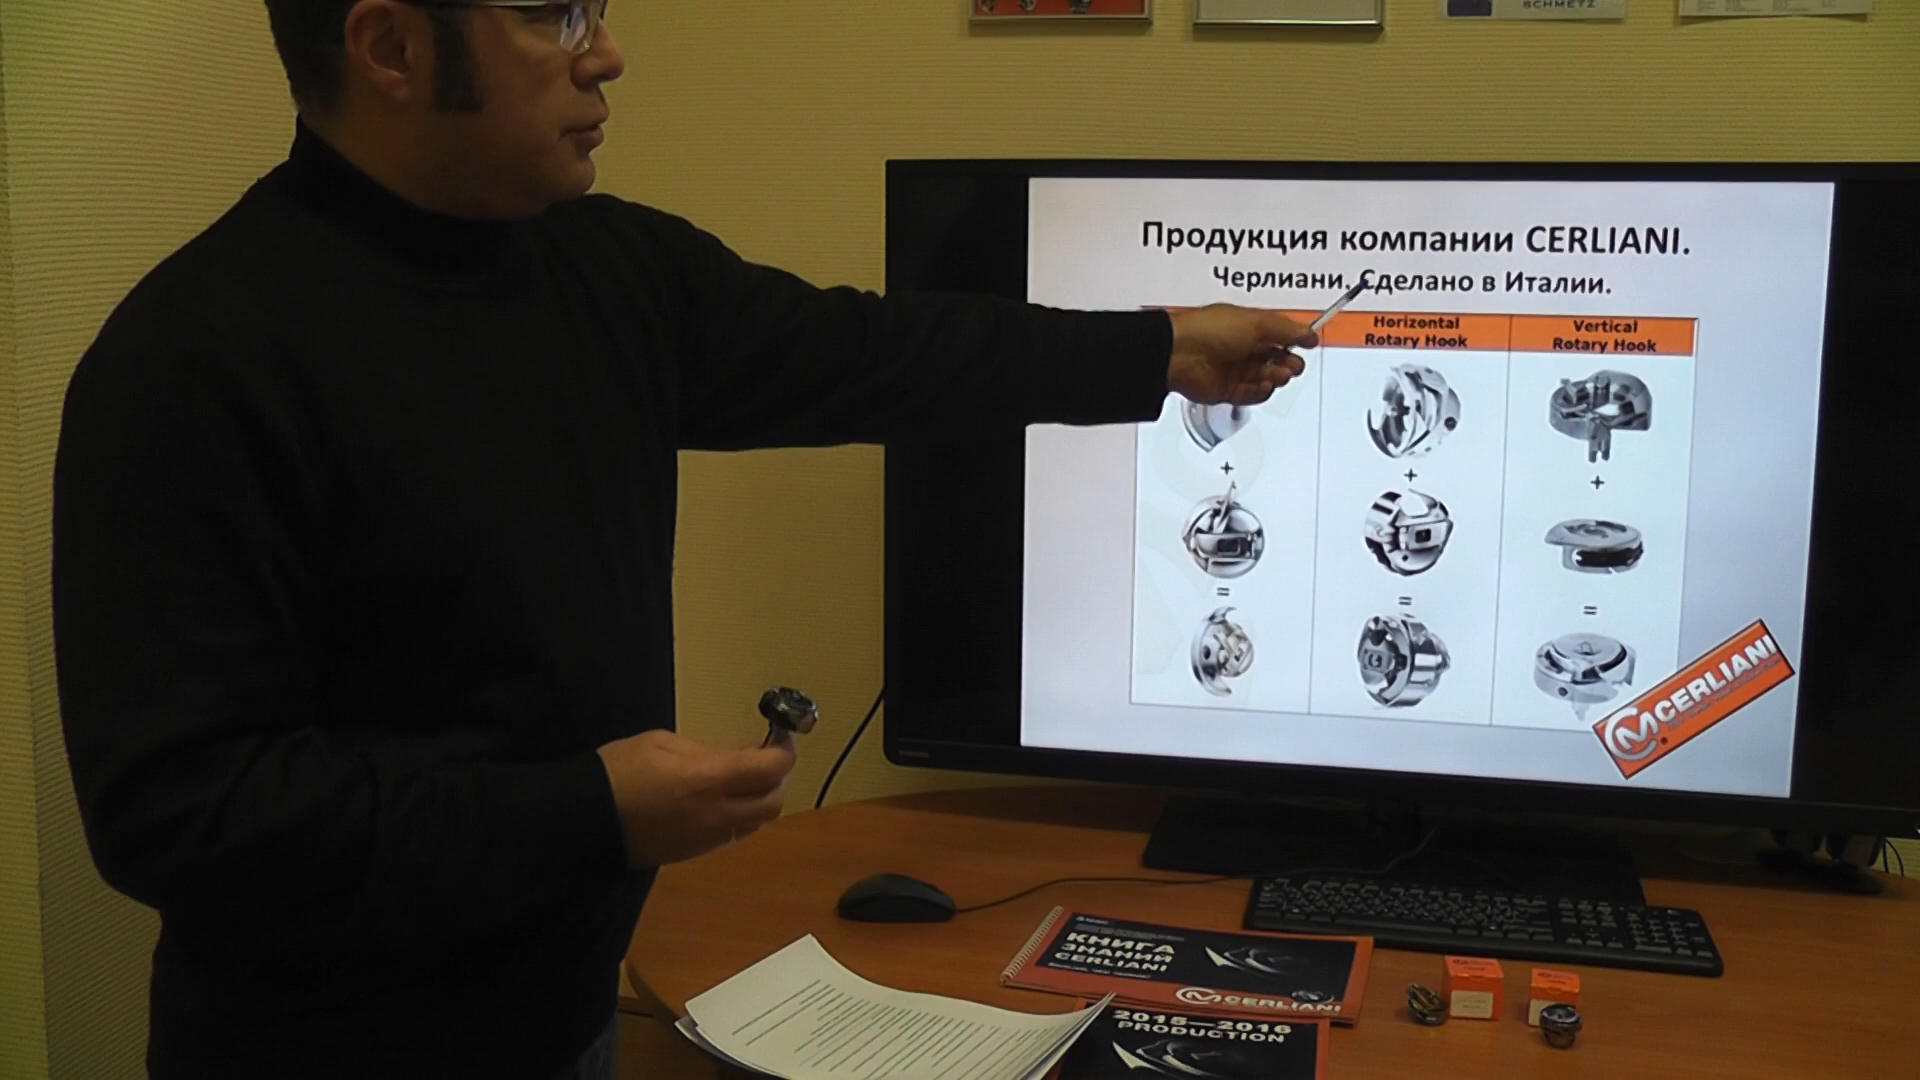 SCHMETZ
Продукция компании CERLIANI.
Черлиани. Сделано в Италии.
Horizontal
Rotary Hook
Vertical
Rotary Hook
+
+
+
=
=
=
CERLIANI
КНИГА
ЗНАНИЙ
CERLIANI
CERLIANI
2015—2016
PRODUCTION